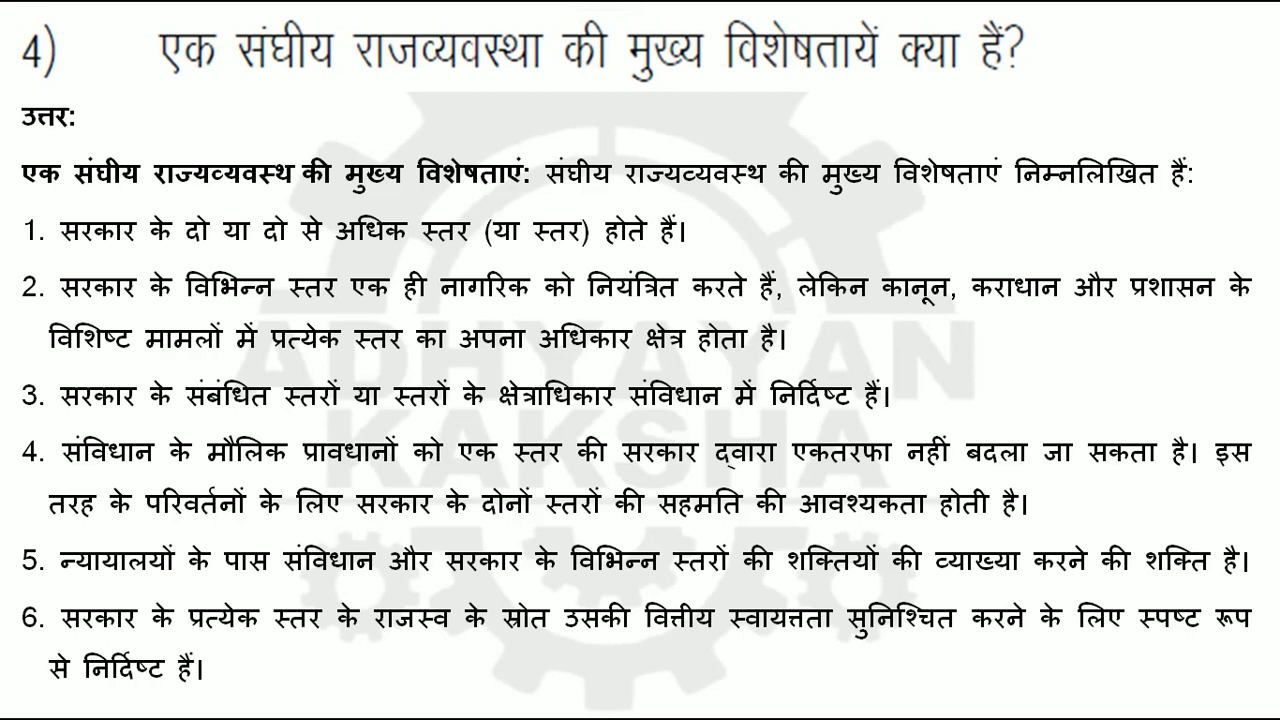 4) एक संघीय राजव्यवस्था की मुख्य विशेषतायें क्या हैं?
उत्तर:
एक संघीय राज्यव्यवस्थ की मुख्य विशेषताएं: संघीय राज्यव्यवस्थ की मुख्य विशेषताएं निम्नलिखित हैं:
1. सरकार के दो या दो से अधिक स्तर (या स्तर) होते हैं।
2. सरकार के विभिन्न स्तर एक ही नागरिक को नियंत्रित करते हैं, लेकिन कानून, कराधान और प्रशासन के
विशिष्ट मामलों में प्रत्येक स्तर का अपना अधिकार क्षेत्र होता है।
3. सरकार के संबंधित स्तरों या स्तरों के क्षेत्राधिकार संविधान में निर्दिष्ट हैं।
4. संविधान के मौलिक प्रावधानों को एक स्तर की सरकार द्वारा एकतरफा नहीं बदला जा सकता है। इस
तरह के परिवर्तनों के लिए सरकार के दोनों स्तरों की सहमति की आवश्यकता होती है।
5. न्यायालयों के पास संविधान और सरकार के विभिन्न स्तरों की शक्तियों की व्याख्या करने की शक्ति है।
6. सरकार के प्रत्येक स्तर के राजस्व के स्रोत उसकी वित्तीय स्वायत्तता सुनिश्चित करने के लिए स्पष्ट रूप
से निर्दिष्ट हैं।
ADHYAYAN
KAKSHA